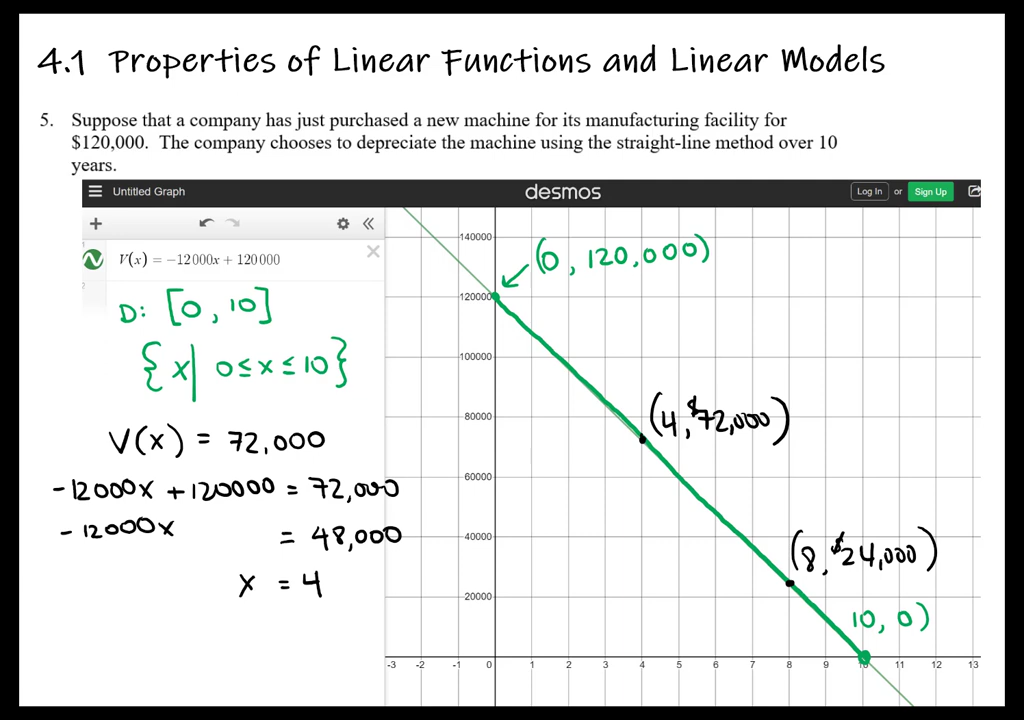 4.1 Properties of Linear Functions and Linear Models
5. Suppose that a company has just purchased a new machine for its manufacturing facility for
$120,000. The company chooses to depreciate the machine using the straight-line method over 10
years.
Untitled Graph
desmos
Log In or Sign Up
1
V(x) = −12000x + 120000
2
D: [0, 10]
{x| 0≤x≤10}
V(x) = 72,000
-12000x +120000 = 72,000
-12000x = 48,000
x = 4
(0, 120,000)
(4, $72,000)
(8, $24,000)
10, 0)
140000
120000
100000
80000
60000
40000
20000
-3 -2 -1 0 1 2 3 4 5 6 7 8 9 10 11 12 13